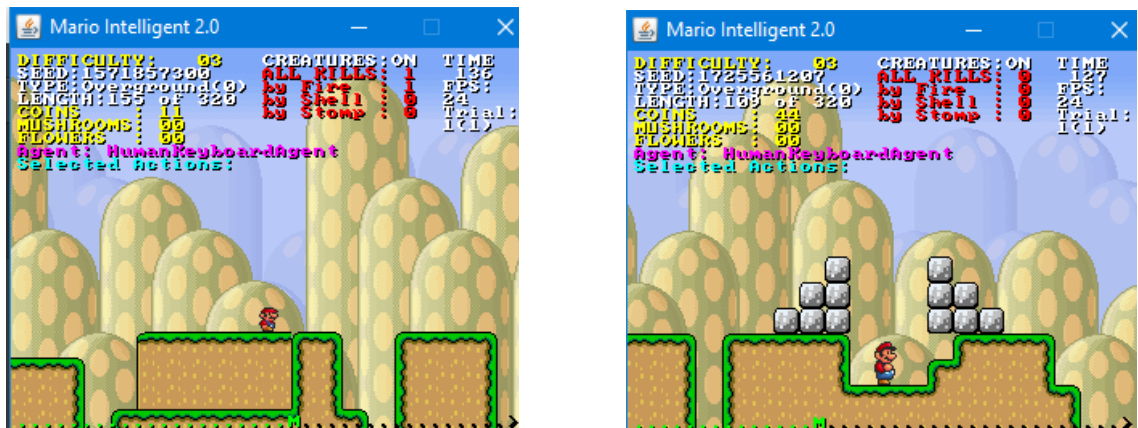 Mario Intelligent 2.0
DIFFICULTY: 03 CREATURES:ON TIME
SEED:1571857300 ALL KILLS: 1 136
TYPE:Overground(0) by Fire : 1 FPS:
LENGTH:155 of 320 by Shell : 0 24
COINS : 11 by Stomp : 0 Trial:
MUSHROOMS: 00 1(1)
FLOWERS : 00
Agent: HumanKeyboardAgent
Selected Actions:
M
Mario Intelligent 2.0
DIFFICULTY: 03 CREATURES:ON TIME
SEED:1725561207 ALL KILLS: 0 127
TYPE:Overground(0) by Fire : 0 FPS:
LENGTH:109 of 320 by Shell : 0 24
COINS : 44 by Stomp : 0 Trial:
MUSHROOMS: 00 1(1)
FLOWERS : 00
Agent: HumanKeyboardAgent
Selected Actions:
M